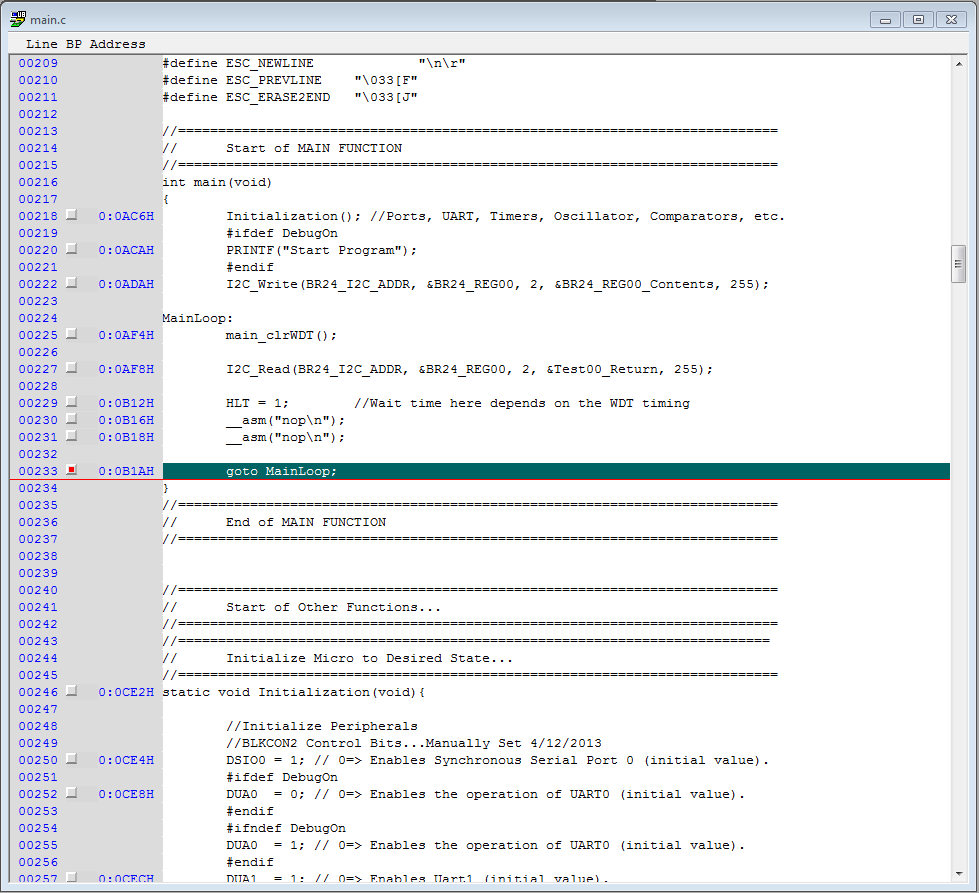 main.c
Line BP Address
00209 #define ESC_NEWLINE "\n\r"
00210 #define ESC_PREVLINE "\033[F"
00211 #define ESC_ERASE2END "\033[J"
00212
00213 //===========================================================================
00214 // Start of MAIN FUNCTION
00215 //===========================================================================
00216 int main(void)
00217 {
00218 0:0AC6H Initialization(); //Ports, UART, Timers, Oscillator, Comparators, etc.
00219 #ifdef DebugOn
00220 0:0ACAH PRINTF("Start Program");
00221 #endif
00222 0:0ADAH I2C_Write(BR24_I2C_ADDR, &BR24_REG00, 2, &BR24_REG00_Contents, 255);
00223
00224 MainLoop:
00225 0:0AF4H main_clrWDT();
00226
00227 0:0AF8H I2C_Read(BR24_I2C_ADDR, &BR24_REG00, 2, &Test00_Return, 255);
00228
00229 0:0B12H HLT = 1; //Wait time here depends on the WDT timing
00230 0:0B16H __asm("nop\n");
00231 0:0B18H __asm("nop\n");
00232
00233 0:0B1AH goto MainLoop;
00234 }
00235 //===========================================================================
00236 // End of MAIN FUNCTION
00237 //===========================================================================
00238
00239
00240 //===========================================================================
00241 // Start of Other Functions...
00242 //===========================================================================
00243 //==========================================================================
00244 // Initialize Micro to Desired State...
00245 //===========================================================================
00246 0:0CE2H static void Initialization(void){
00247
00248 //Initialize Peripherals
00249 //BLKCON2 Control Bits...Manually Set 4/12/2013
00250 0:0CE4H DSIO0 = 1; // 0=> Enables Synchronous Serial Port 0 (initial value).
00251 #ifdef DebugOn
00252 0:0CE8H DUA0 = 0; // 0=> Enables the operation of UART0 (initial value).
00253 #endif
00254 #ifndef DebugOn
00255 DUA0 = 1; // 0=> Enables the operation of UART0 (initial value).
00256 #endif
00257 0:0CECH DUA1 = 1; // 0=> Enables Uart1 (initial value).